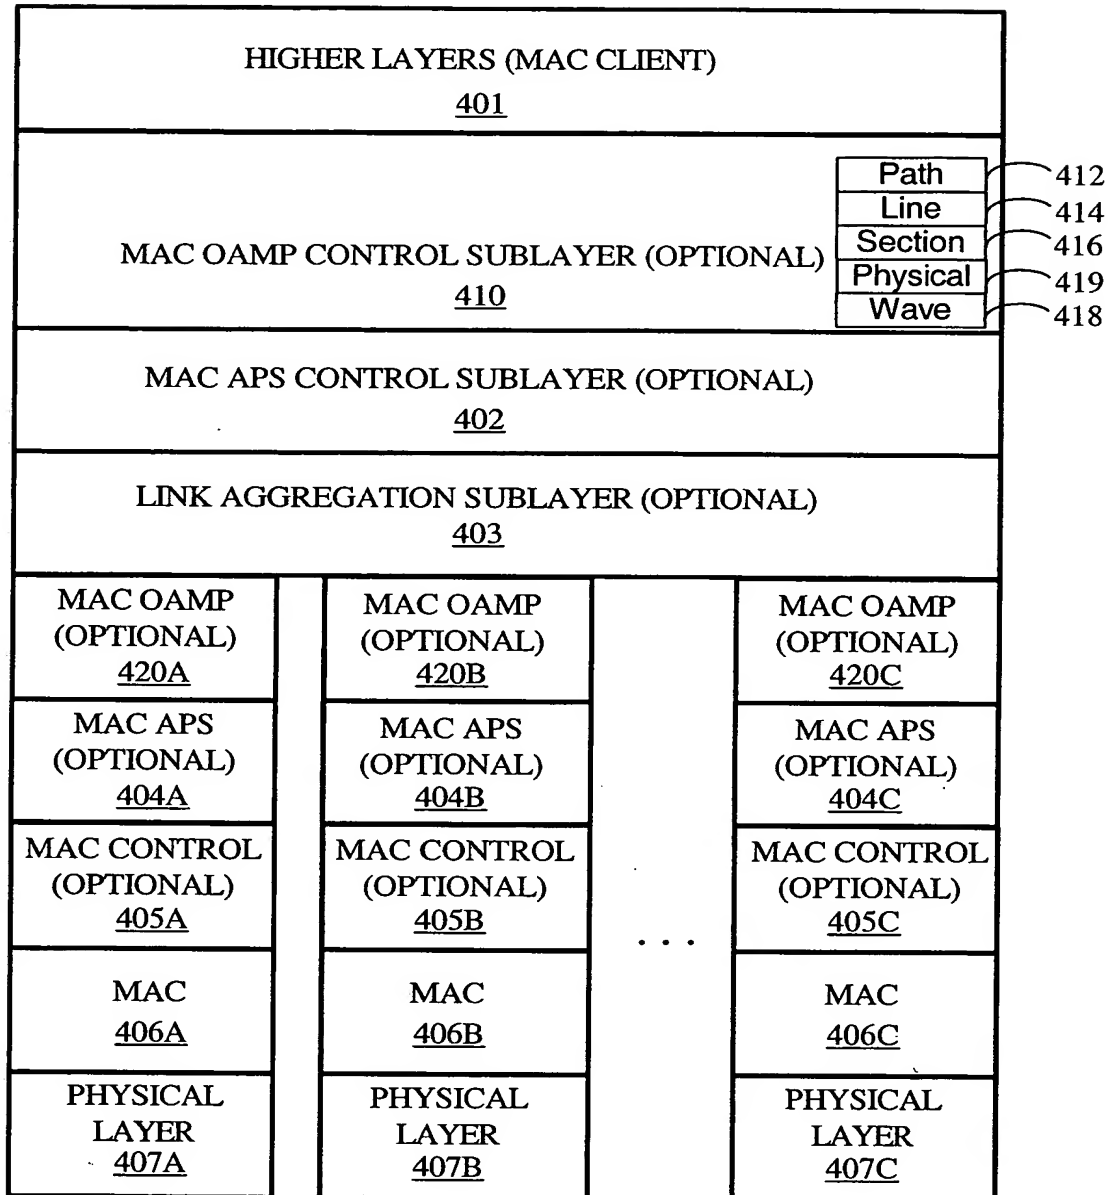 HIGHER LAYERS (MAC CLIENT)
401
Path 412
Line 414
Section 416
MAC OAMP CONTROL SUBLAYER (OPTIONAL)
410
Physical 419
Wave 418
MAC APS CONTROL SUBLAYER (OPTIONAL)
402
LINK AGGREGATION SUBLAYER (OPTIONAL)
403
MAC OAMP
(OPTIONAL)
420A
MAC APS
(OPTIONAL)
404A
MAC CONTROL
(OPTIONAL)
405A
MAC
406A
PHYSICAL
LAYER
407A
MAC OAMP
(OPTIONAL)
420B
MAC APS
(OPTIONAL)
404B
MAC CONTROL
(OPTIONAL)
405B
MAC
406B
PHYSICAL
LAYER
407B
. . .
MAC OAMP
(OPTIONAL)
420C
MAC APS
(OPTIONAL)
404C
MAC CONTROL
(OPTIONAL)
405C
MAC
406C
PHYSICAL
LAYER
407C